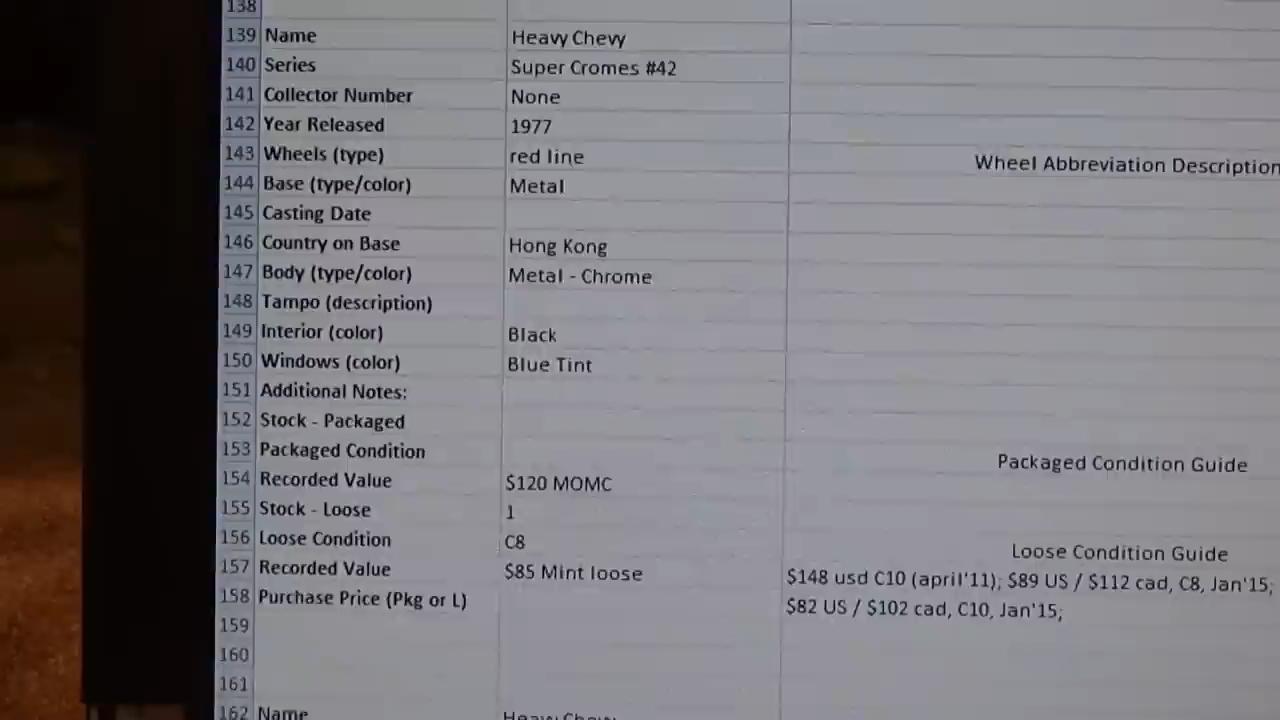 138
139 Name Heavy Chevy
140 Series Super Cromes #42
141 Collector Number None
142 Year Released 1977
143 Wheels (type) red line Wheel Abbreviation Description
144 Base (type/color) Metal
145 Casting Date
146 Country on Base Hong Kong
147 Body (type/color) Metal - Chrome
148 Tampo (description)
149 Interior (color) Black
150 Windows (color) Blue Tint
151 Additional Notes:
152 Stock - Packaged
153 Packaged Condition Packaged Condition Guide
154 Recorded Value $120 MOMC
155 Stock - Loose 1
156 Loose Condition C8 Loose Condition Guide
157 Recorded Value $85 Mint loose $148 usd C10 (april'11); $89 US / $112 cad, C8, Jan'15;
158 Purchase Price (Pkg or L) $82 US / $102 cad, C10, Jan'15;
159
160
161
162 Name Heavy Chevy